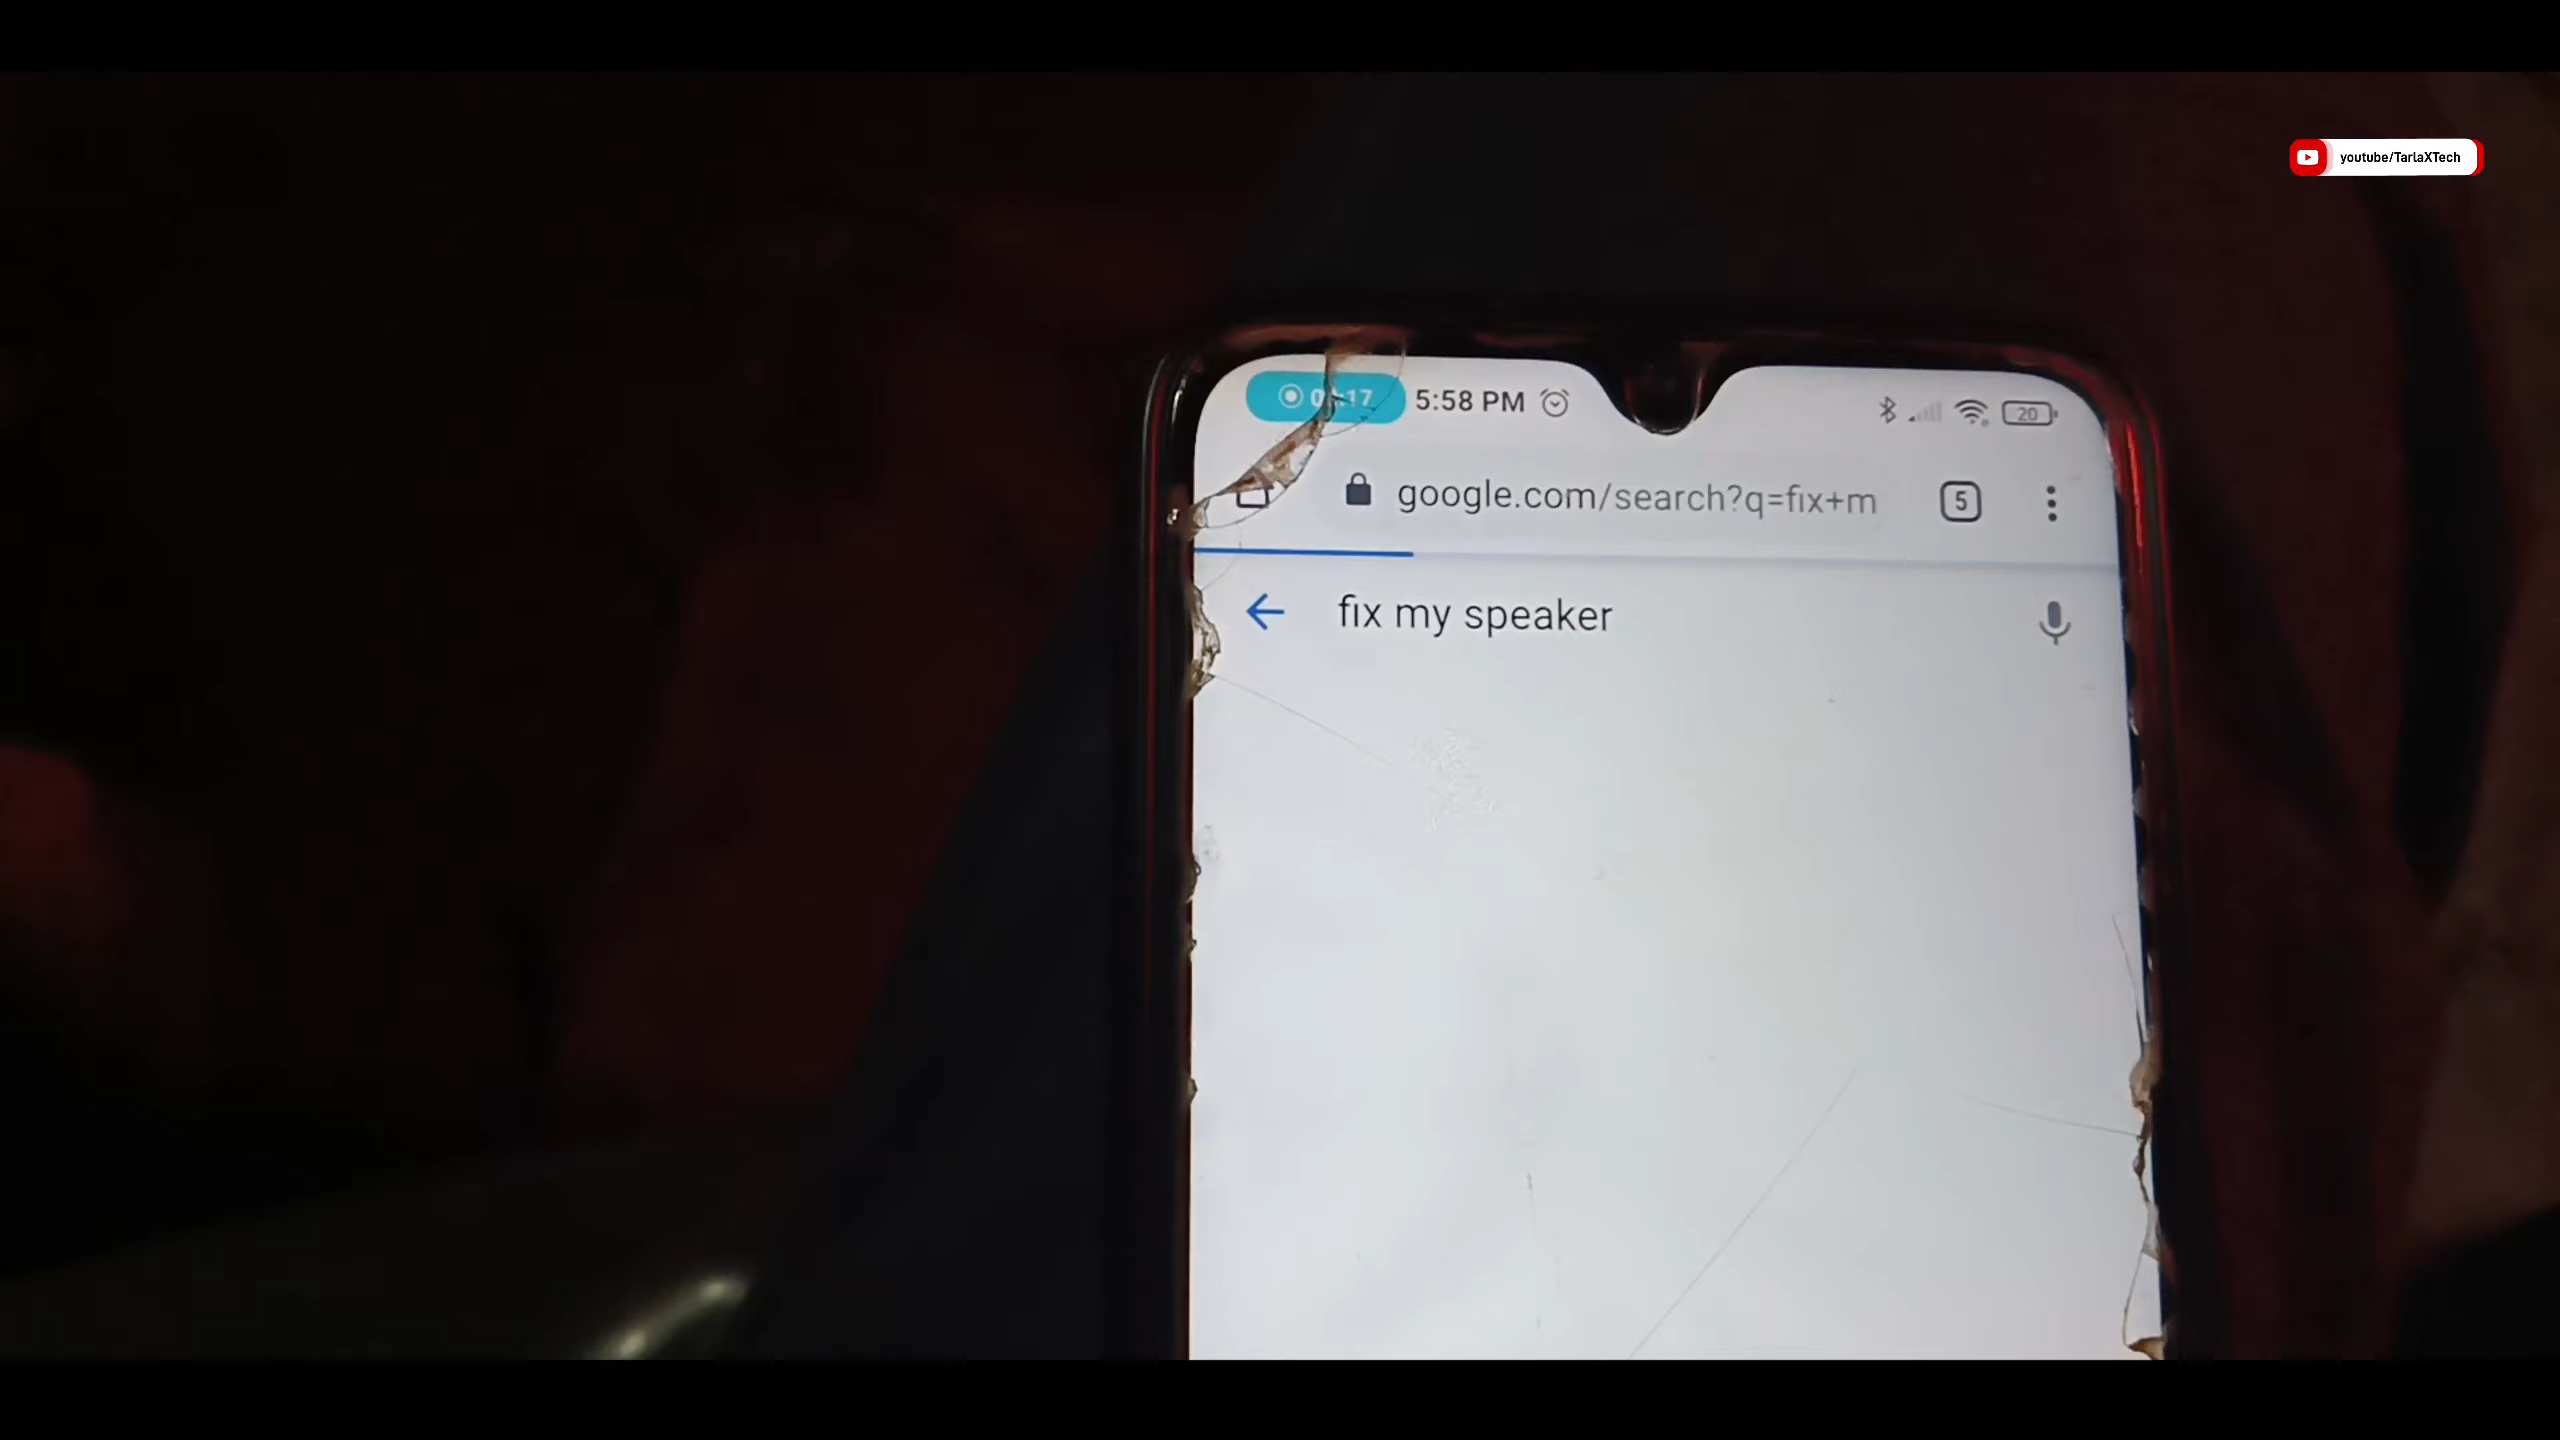 youtube/TarlaXTech
5:58 PM
20
google.com/search?q=fix+m
5
fix my speaker